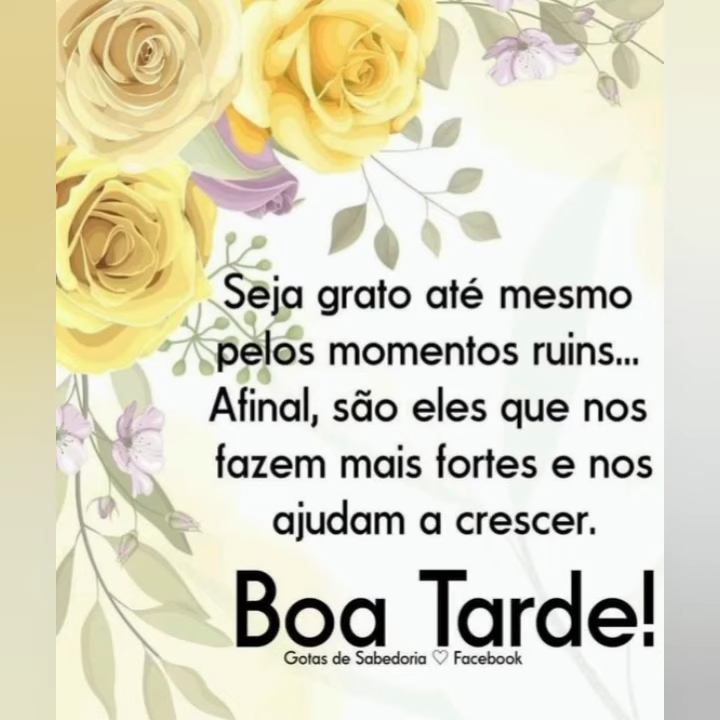 Seja grato até mesmo
pelos momentos ruins...
Afinal, são eles que nos
fazem mais fortes e nos
ajudam a crescer.
Boa Tarde!
Gotas de Sabedoria ♡ Facebook